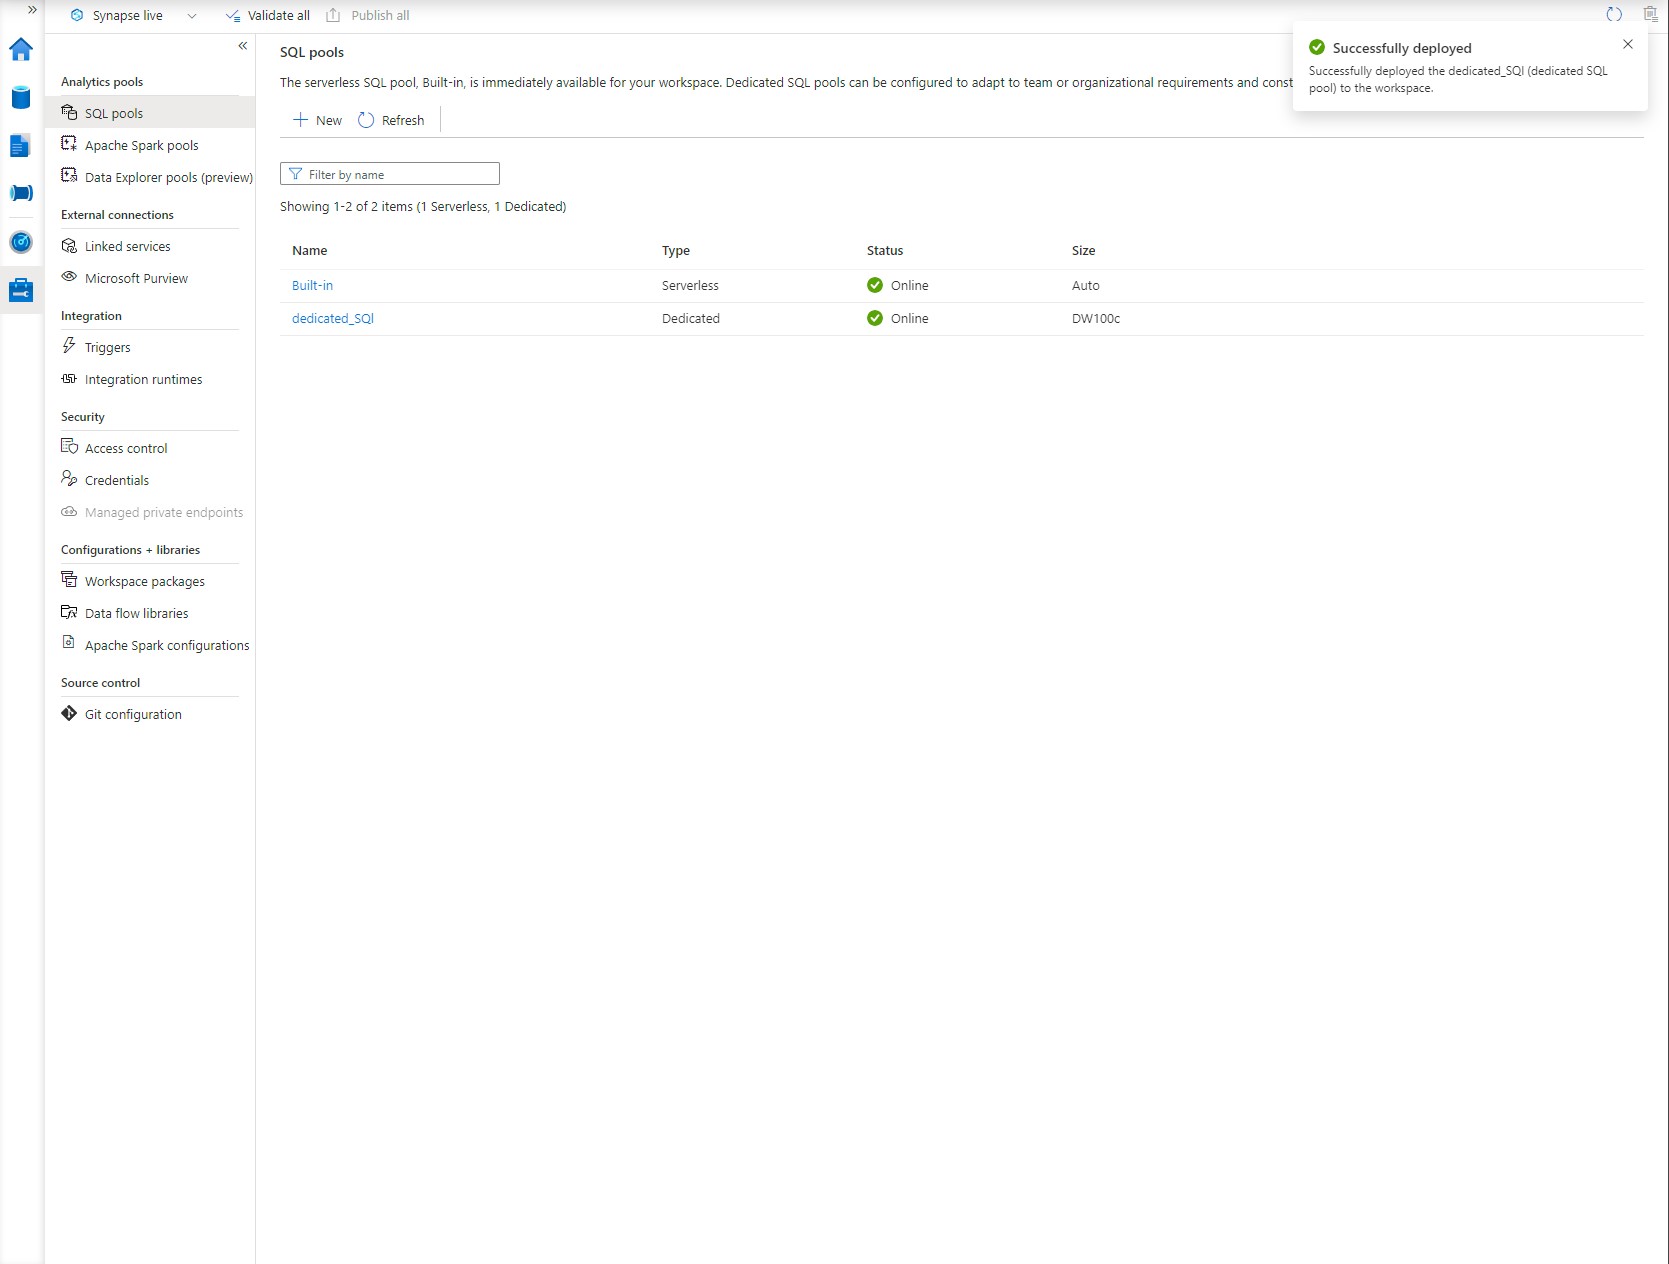 Synapse live
Validate all
Publish all
Analytics pools
SQL pools
Apache Spark pools
Data Explorer pools (preview)
External connections
Linked services
Microsoft Purview
Integration
Triggers
Integration runtimes
Security
Access control
Credentials
Managed private endpoints
Configurations + libraries
Workspace packages
Data flow libraries
Apache Spark configurations
Source control
Git configuration
SQL pools
The serverless SQL pool, Built-in, is immediately available for your workspace. Dedicated SQL pools can be configured to adapt to team or organizational requirements and const
New
Refresh
Filter by name
Showing 1-2 of 2 items (1 Serverless, 1 Dedicated)
Name Type Status Size
Built-in Serverless Online Auto
dedicated_SQl Dedicated Online DW100c
Successfully deployed
Successfully deployed the dedicated_SQl (dedicated SQL
pool) to the workspace.